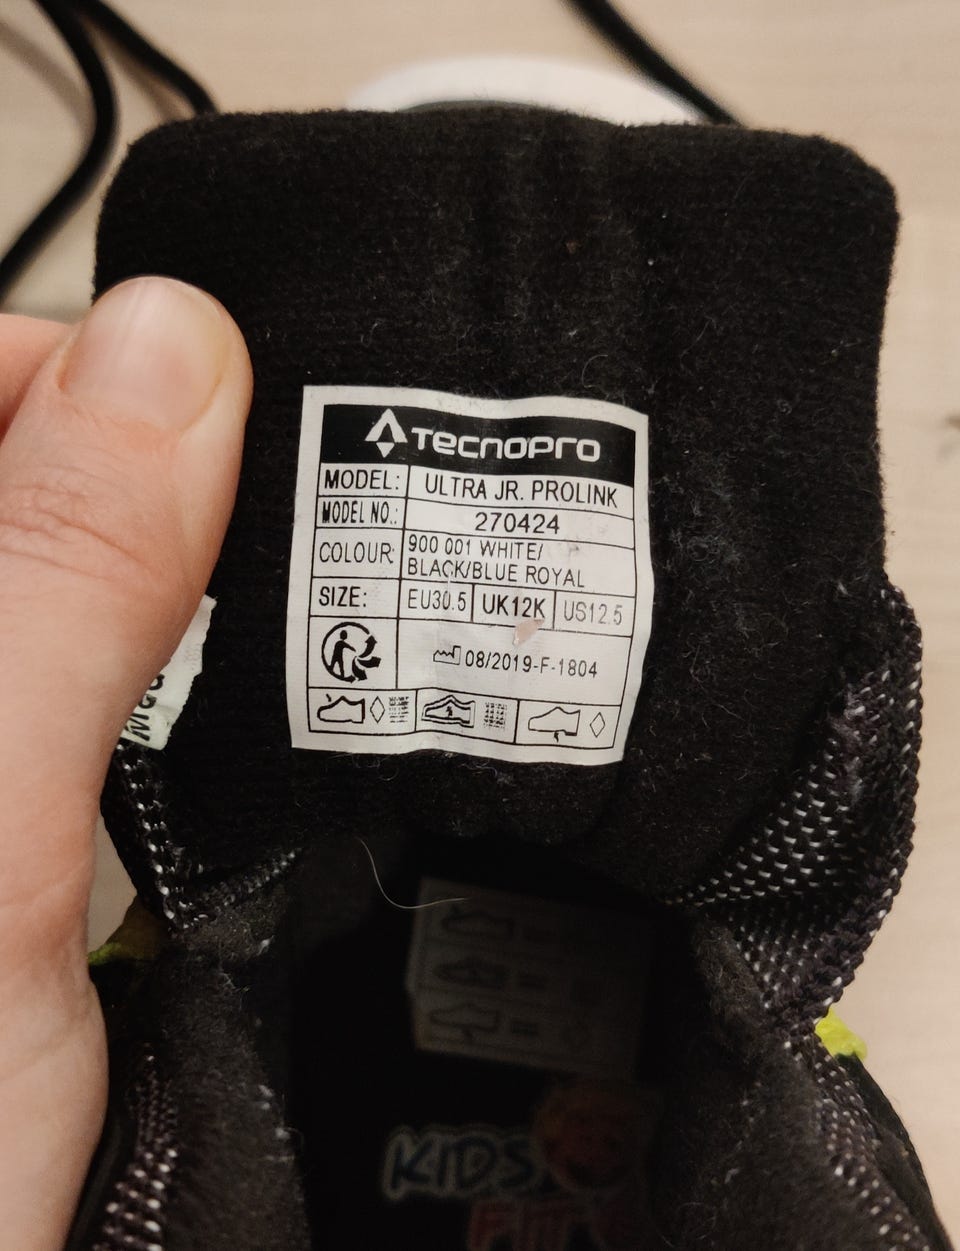 TECNOPRO
MODEL: ULTRA JR. PROLINK
MODEL NO.: 270424
COLOUR: 900 001 WHITE/
BLACK/BLUE ROYAL
SIZE: EU30.5 UK12K US12.5
08/2019-F-1804
KIDS